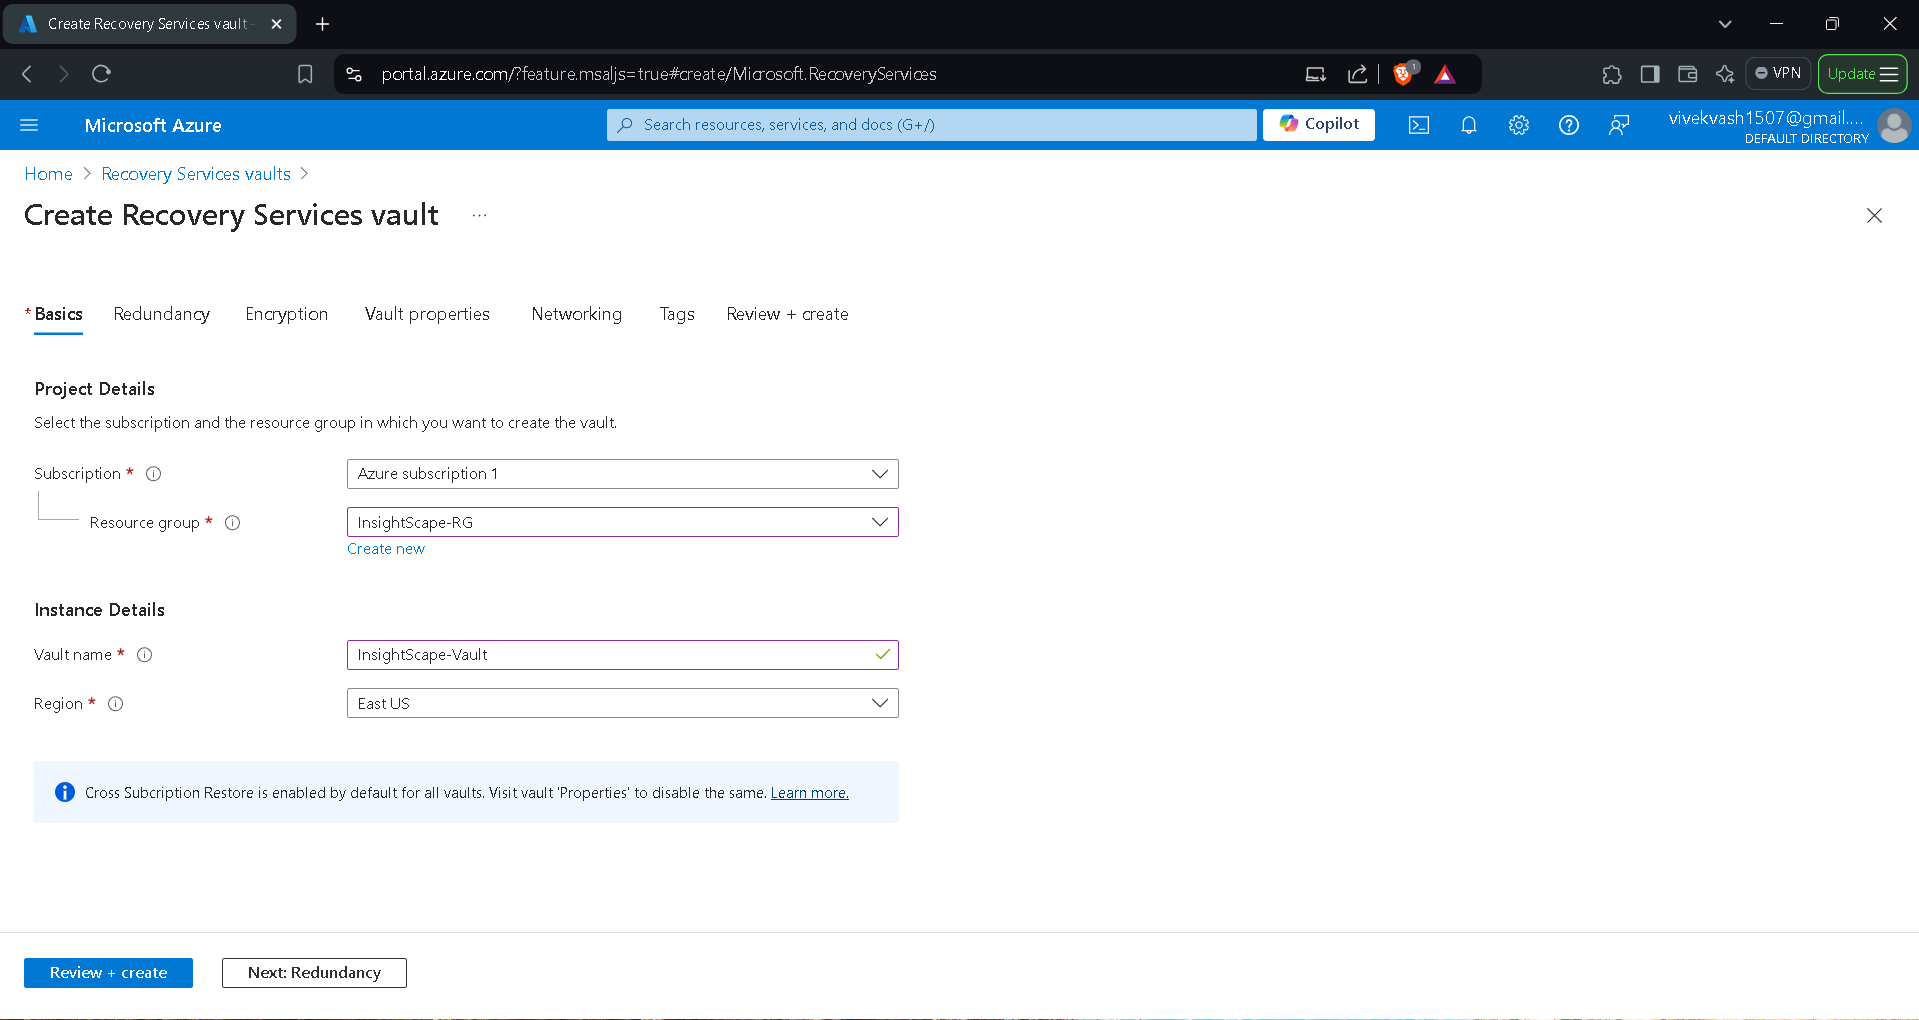 Create Recovery Services vault -
portal.azure.com/?feature.msaljs=true#create/Microsoft.RecoveryServices
1
VPN
Update
Microsoft Azure
Search resources, services, and docs (G+/)
Copilot
vivekvash1507@gmail....
DEFAULT DIRECTORY
Home > Recovery Services vaults >
Create Recovery Services vault ...
* Basics Redundancy Encryption Vault properties Networking Tags Review + create
Project Details
Select the subscription and the resource group in which you want to create the vault.
Subscription * Azure subscription 1
Resource group * InsightScape-RG
Create new
Instance Details
Vault name * InsightScape-Vault
Region * East US
Cross Subcription Restore is enabled by default for all vaults. Visit vault 'Properties' to disable the same. Learn more.
Review + create Next: Redundancy